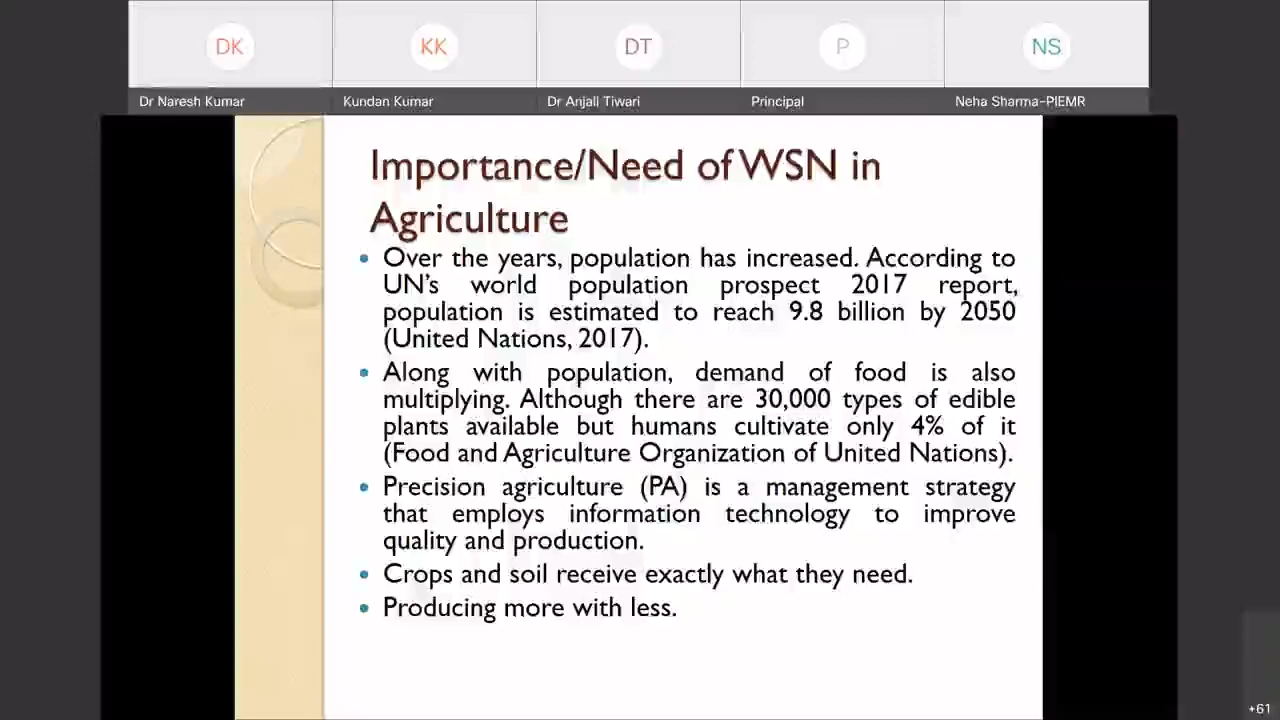 DK
KK
DT
P
NS
Dr Naresh Kumar
Kundan Kumar
Dr Anjali Tiwari
Principal
Neha Sharma-PIEMR
Importance/Need of WSN in
Agriculture
• Over the years, population has increased. According to
UN's world population prospect 2017 report,
population is estimated to reach 9.8 billion by 2050
(United Nations, 2017).
• Along with population, demand of food is also
multiplying. Although there are 30,000 types of edible
plants available but humans cultivate only 4% of it
(Food and Agriculture Organization of United Nations).
• Precision agriculture (PA) is a management strategy
that employs information technology to improve
quality and production.
• Crops and soil receive exactly what they need.
• Producing more with less.
+61